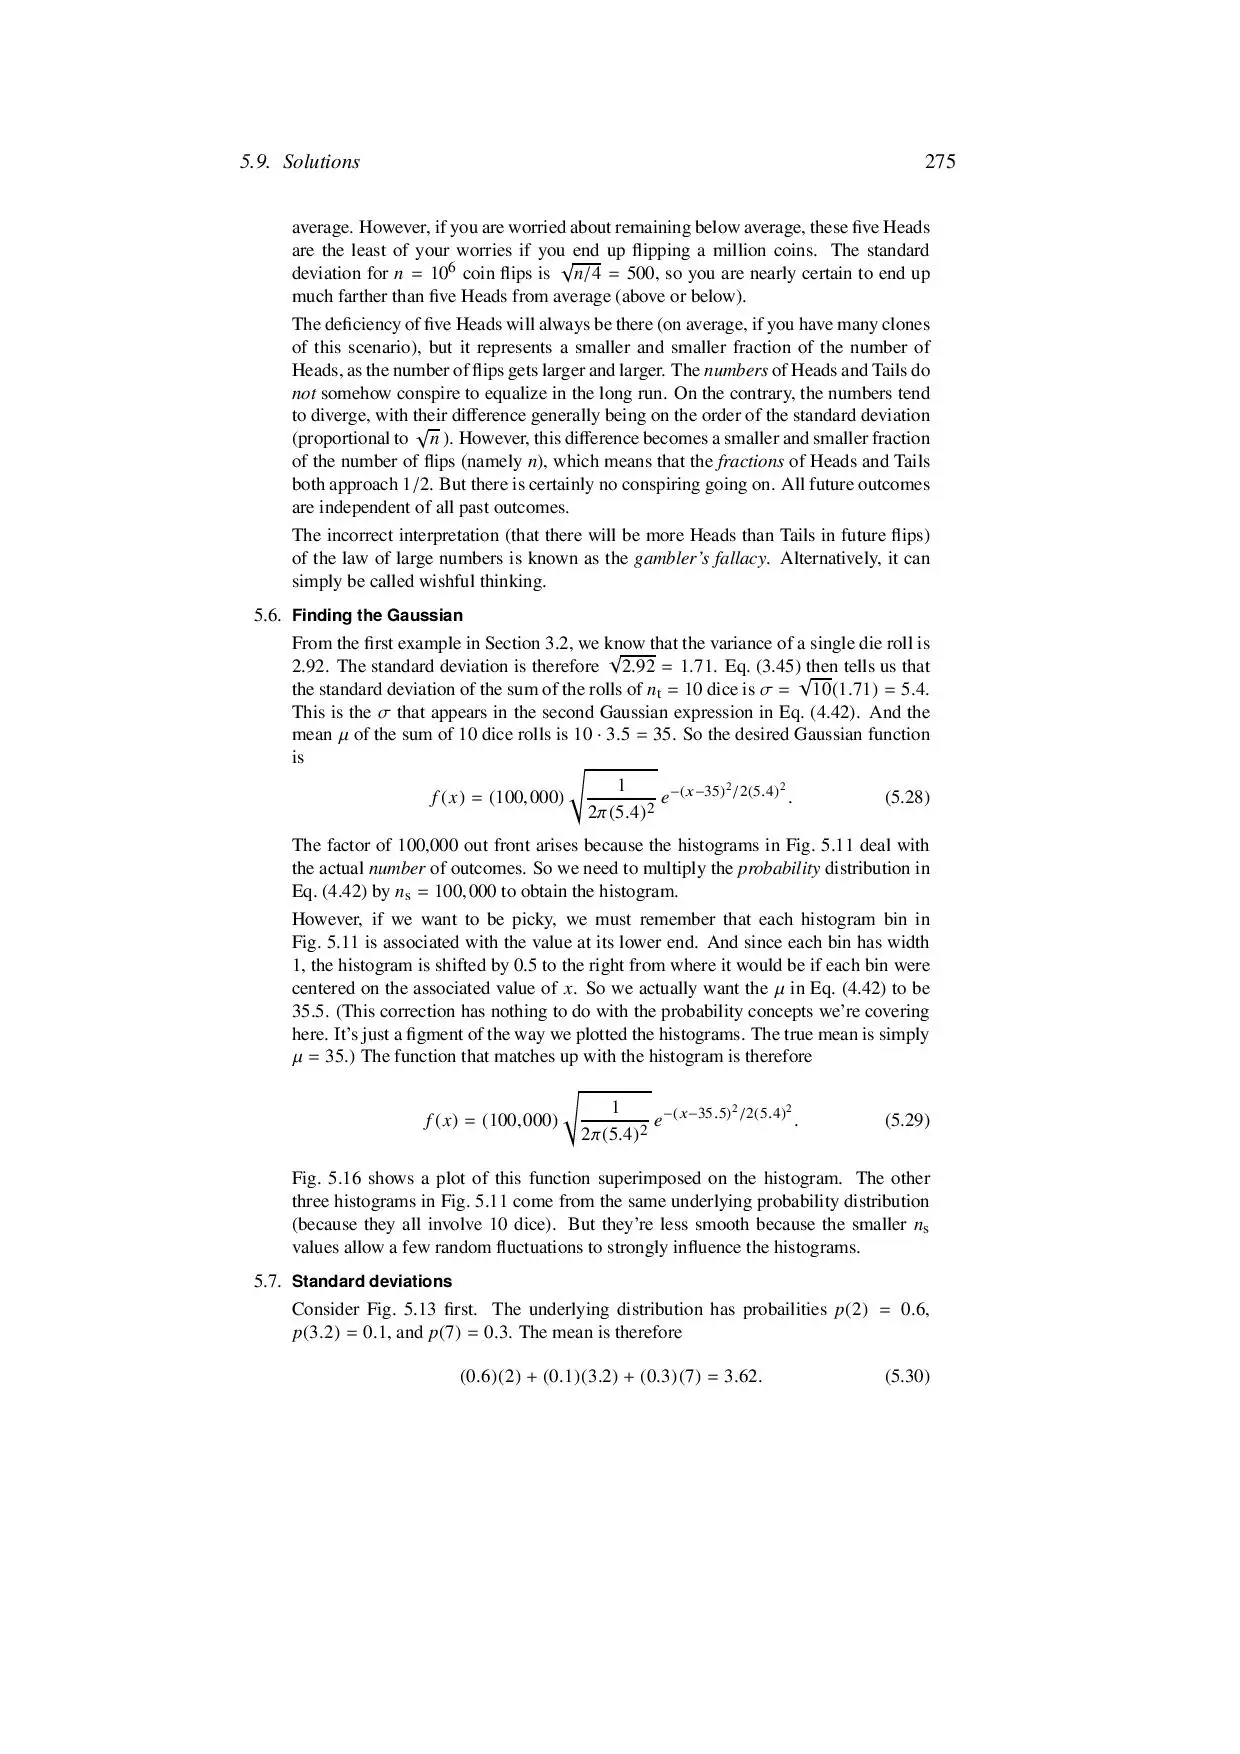 5.9. Solutions 275
average. However, if you are worried about remaining below average, these five Heads
are the least of your worries if you end up flipping a million coins. The standard
deviation for n = 10⁶ coin flips is √n/4 = 500, so you are nearly certain to end up
much farther than five Heads from average (above or below).
The deficiency of five Heads will always be there (on average, if you have many clones
of this scenario), but it represents a smaller and smaller fraction of the number of
Heads, as the number of flips gets larger and larger. The numbers of Heads and Tails do
not somehow conspire to equalize in the long run. On the contrary, the numbers tend
to diverge, with their difference generally being on the order of the standard deviation
(proportional to √n ). However, this difference becomes a smaller and smaller fraction
of the number of flips (namely n), which means that the fractions of Heads and Tails
both approach 1/2. But there is certainly no conspiring going on. All future outcomes
are independent of all past outcomes.
The incorrect interpretation (that there will be more Heads than Tails in future flips)
of the law of large numbers is known as the gambler's fallacy. Alternatively, it can
simply be called wishful thinking.
5.6. Finding the Gaussian
From the first example in Section 3.2, we know that the variance of a single die roll is
2.92. The standard deviation is therefore √2.92 = 1.71. Eq. (3.45) then tells us that
the standard deviation of the sum of the rolls of nₜ = 10 dice is σ = √10(1.71) = 5.4.
This is the σ that appears in the second Gaussian expression in Eq. (4.42). And the
mean μ of the sum of 10 dice rolls is 10 · 3.5 = 35. So the desired Gaussian function
is
f(x) = (100,000) √(1/2π(5.4)²) e^−(x−35)²/2(5.4)². (5.28)
The factor of 100,000 out front arises because the histograms in Fig. 5.11 deal with
the actual number of outcomes. So we need to multiply the probability distribution in
Eq. (4.42) by nₛ = 100,000 to obtain the histogram.
However, if we want to be picky, we must remember that each histogram bin in
Fig. 5.11 is associated with the value at its lower end. And since each bin has width
1, the histogram is shifted by 0.5 to the right from where it would be if each bin were
centered on the associated value of x. So we actually want the μ in Eq. (4.42) to be
35.5. (This correction has nothing to do with the probability concepts we're covering
here. It's just a figment of the way we plotted the histograms. The true mean is simply
μ = 35.) The function that matches up with the histogram is therefore
f(x) = (100,000) √(1/2π(5.4)²) e^−(x−35.5)²/2(5.4)². (5.29)
Fig. 5.16 shows a plot of this function superimposed on the histogram. The other
three histograms in Fig. 5.11 come from the same underlying probability distribution
(because they all involve 10 dice). But they're less smooth because the smaller nₛ
values allow a few random fluctuations to strongly influence the histograms.
5.7. Standard deviations
Consider Fig. 5.13 first. The underlying distribution has probailities p(2) = 0.6,
p(3.2) = 0.1, and p(7) = 0.3. The mean is therefore
(0.6)(2) + (0.1)(3.2) + (0.3)(7) = 3.62. (5.30)